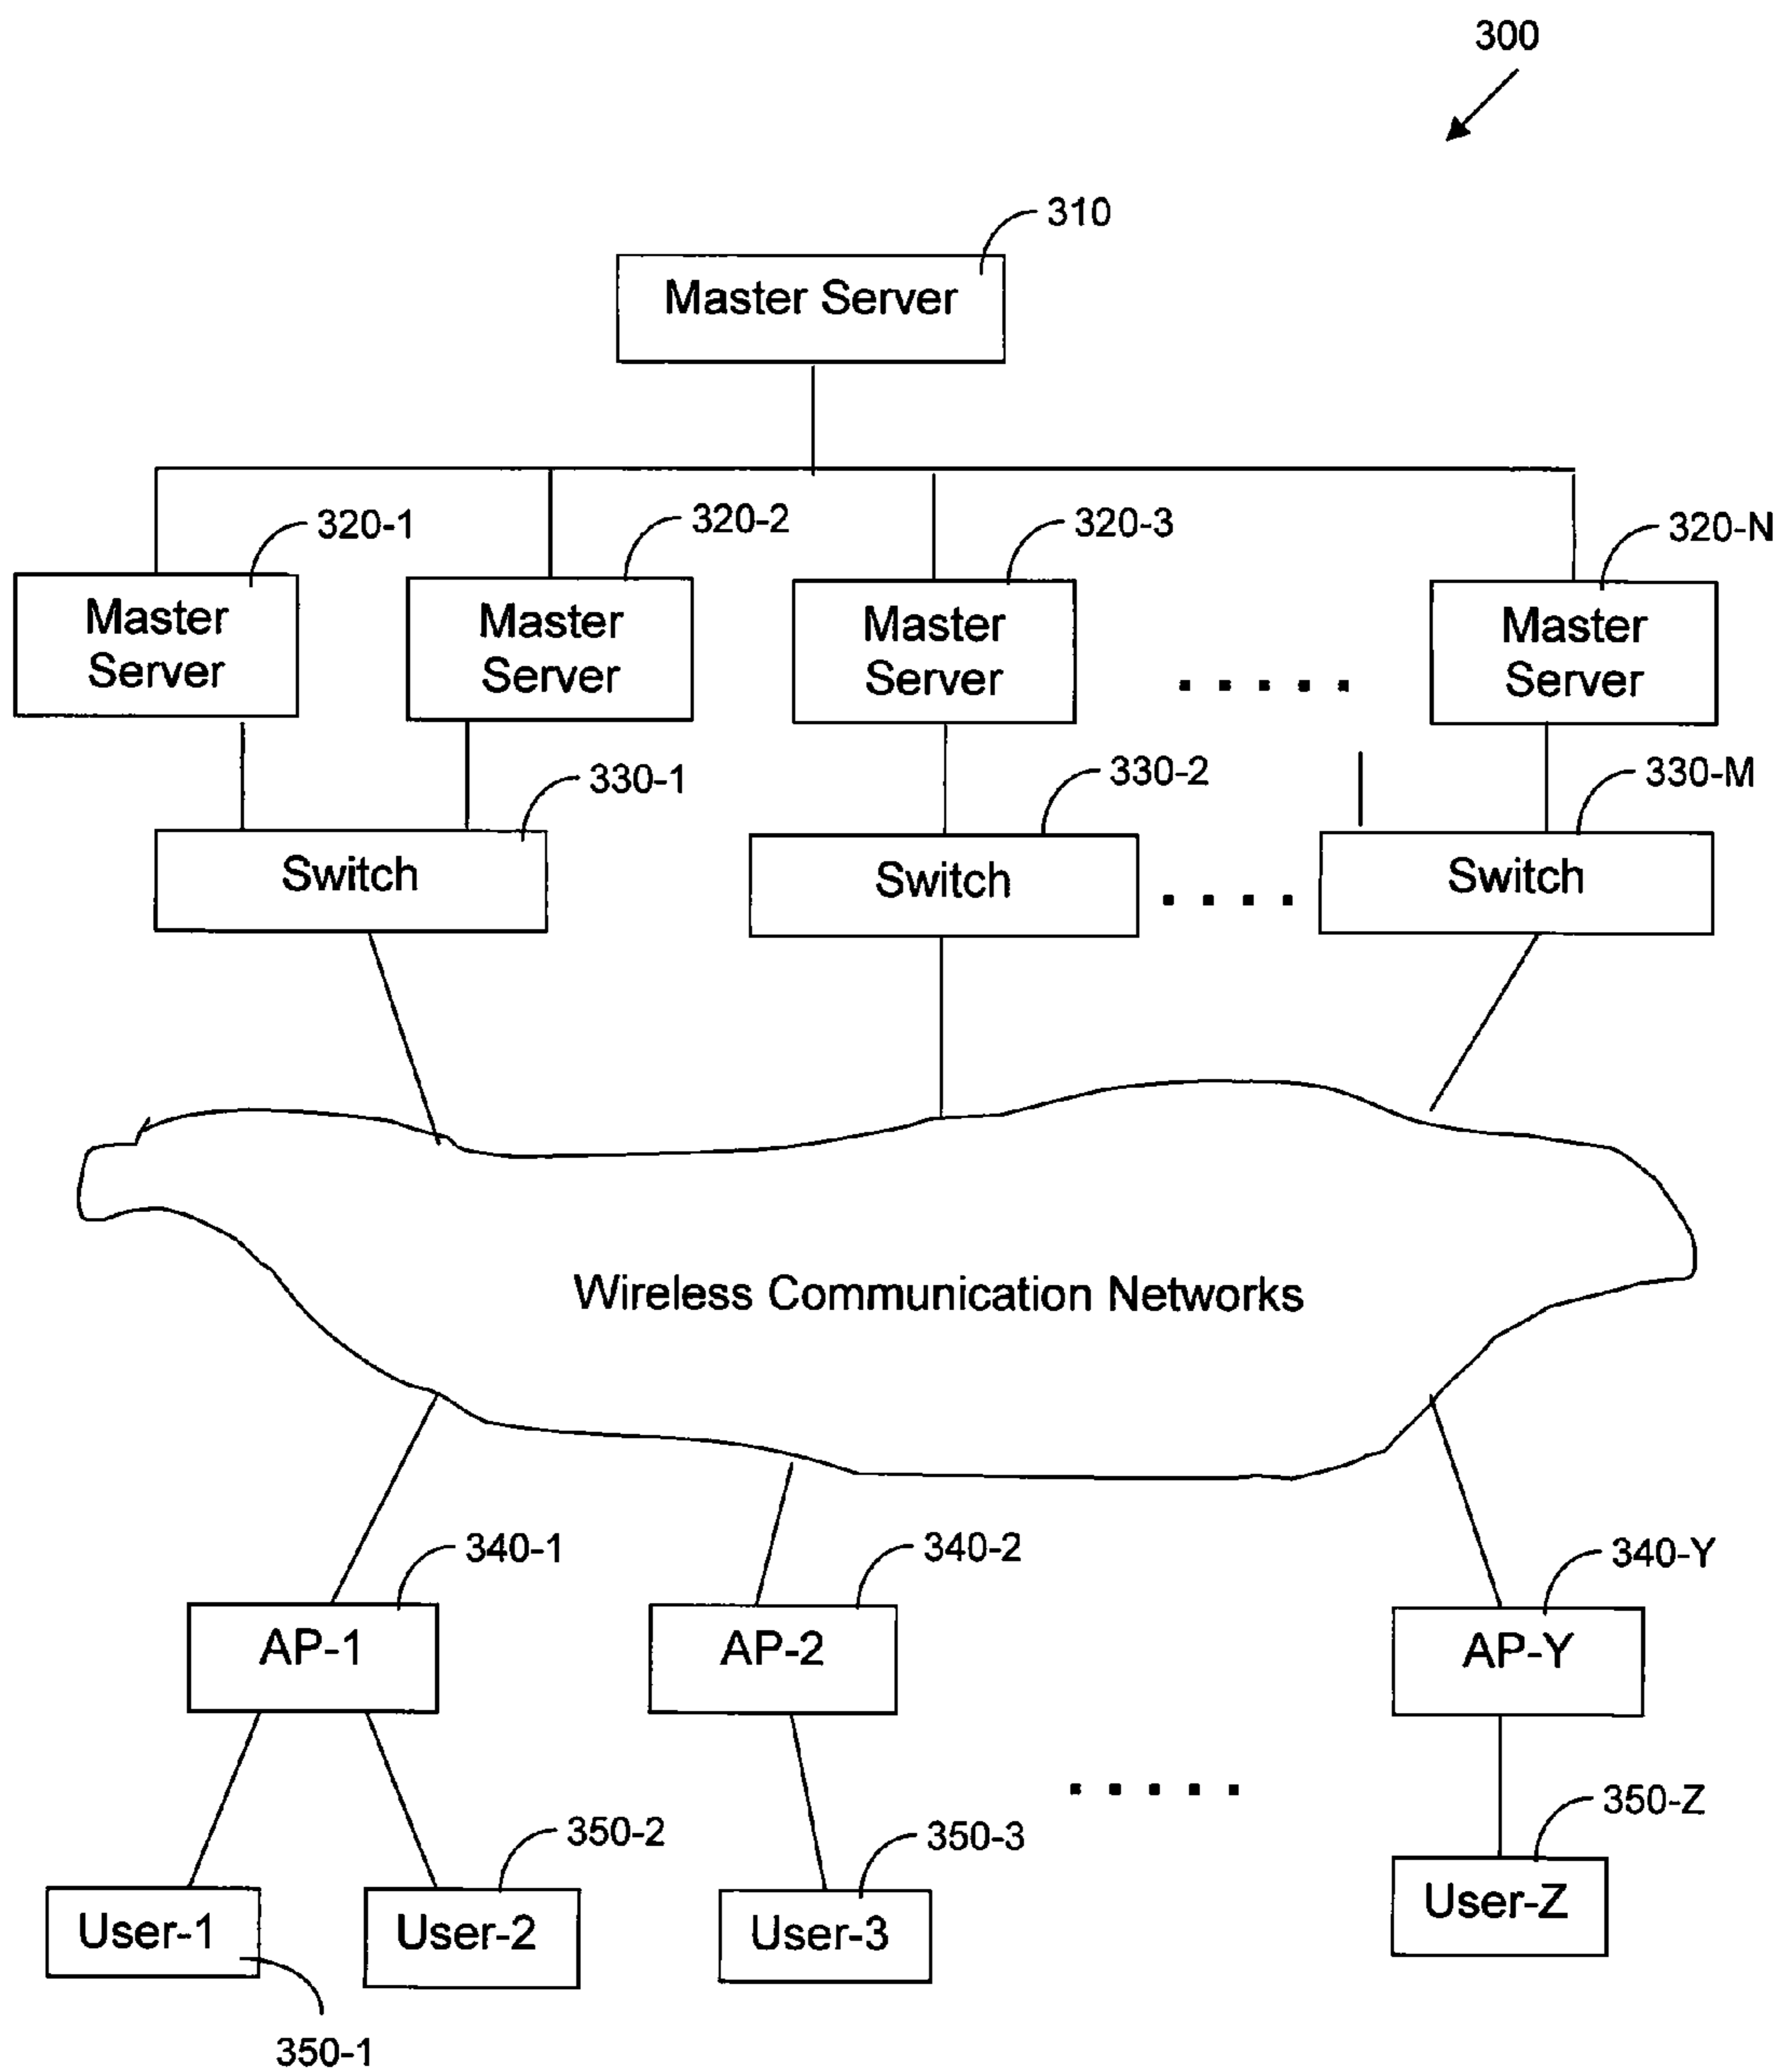 300
310
Master Server
320-1
320-2
320-3
320-N
Master
Server
Master
Server
Master
Server
Master
Server
330-1
330-2
330-M
Switch
Switch
Switch
Wireless Communication Networks
340-1
340-2
340-Y
AP-1
AP-2
AP-Y
350-2
350-3
350-Z
User-1
User-2
User-3
User-Z
350-1